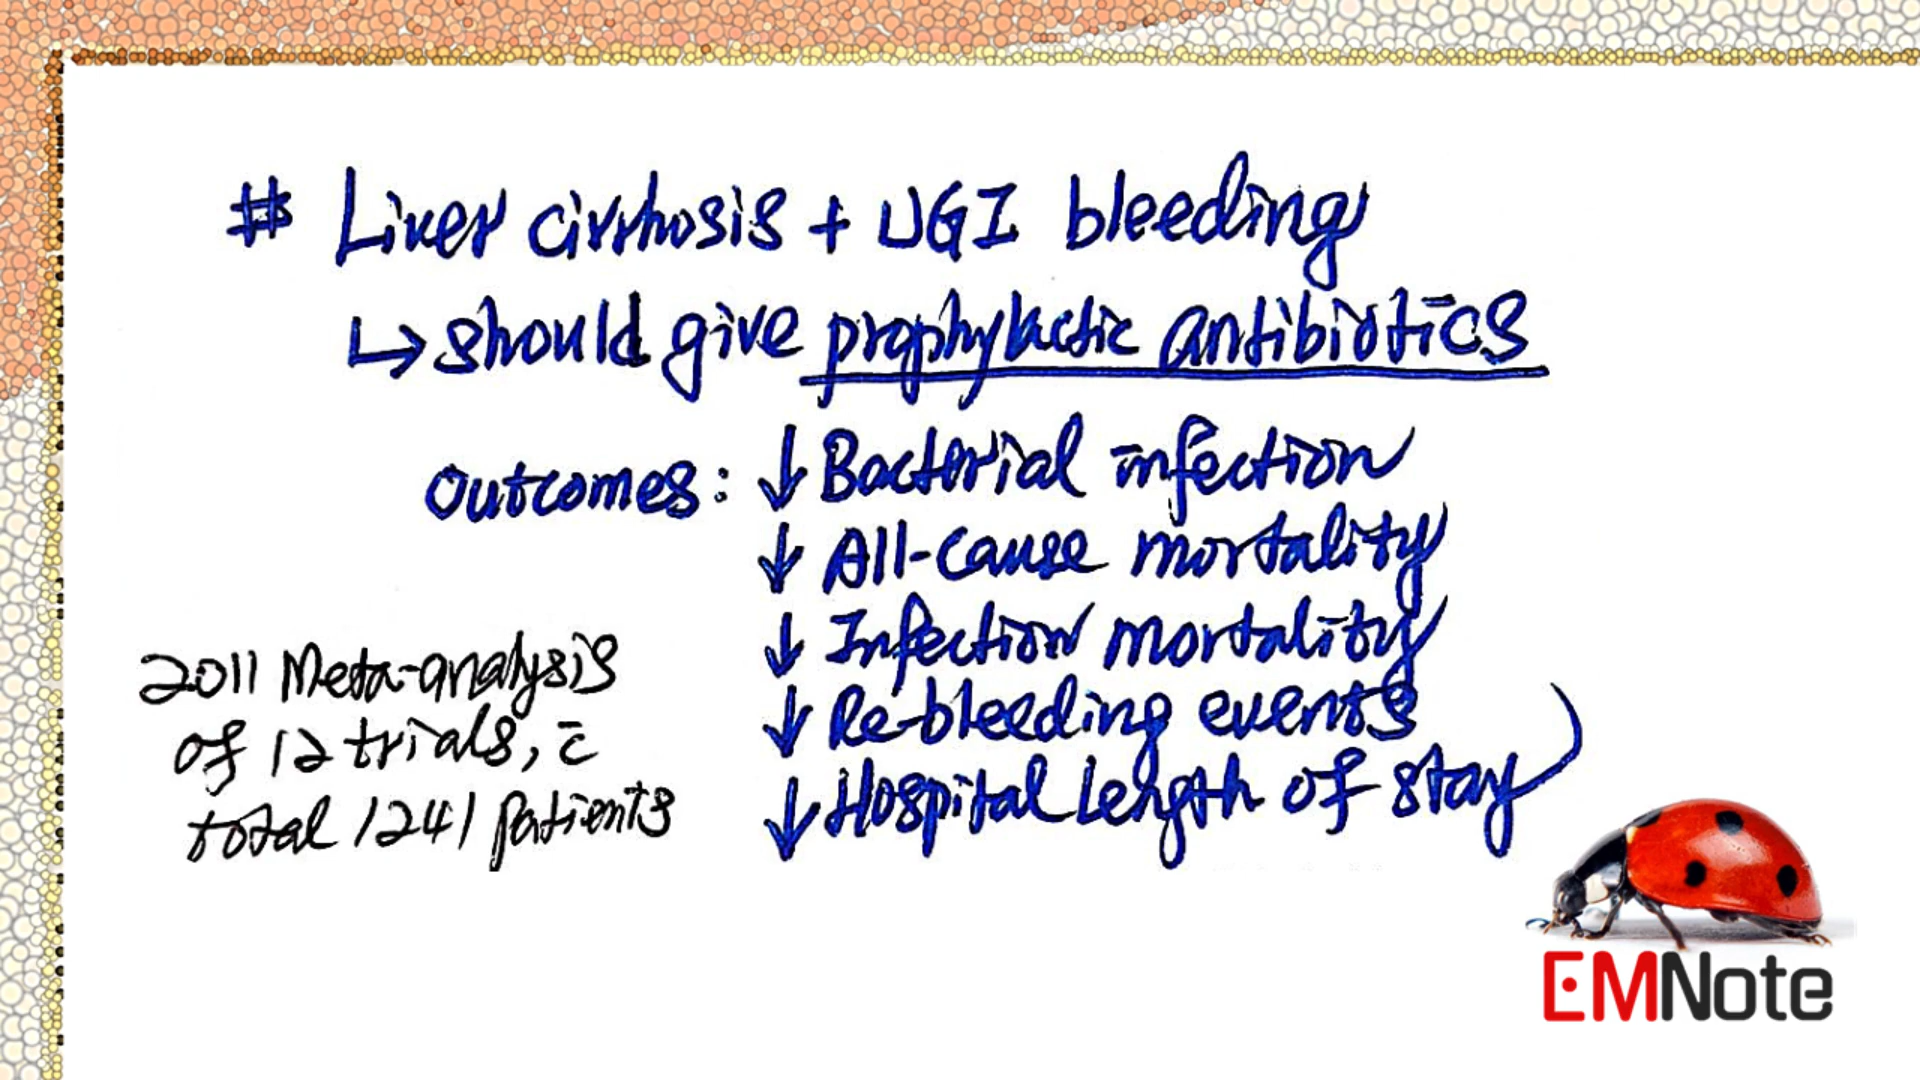 # Liver cirrhosis + UGI bleeding
↳ should give prophylactic antibiotics
Outcomes: ↓ Bacterial infection
↓ All-cause mortality
↓ Infection mortality
↓ Re-bleeding events
↓ Hospital Length of stay
2011 Meta-analysis
of 12 trials, c̄
total 1241 patients
EMNote